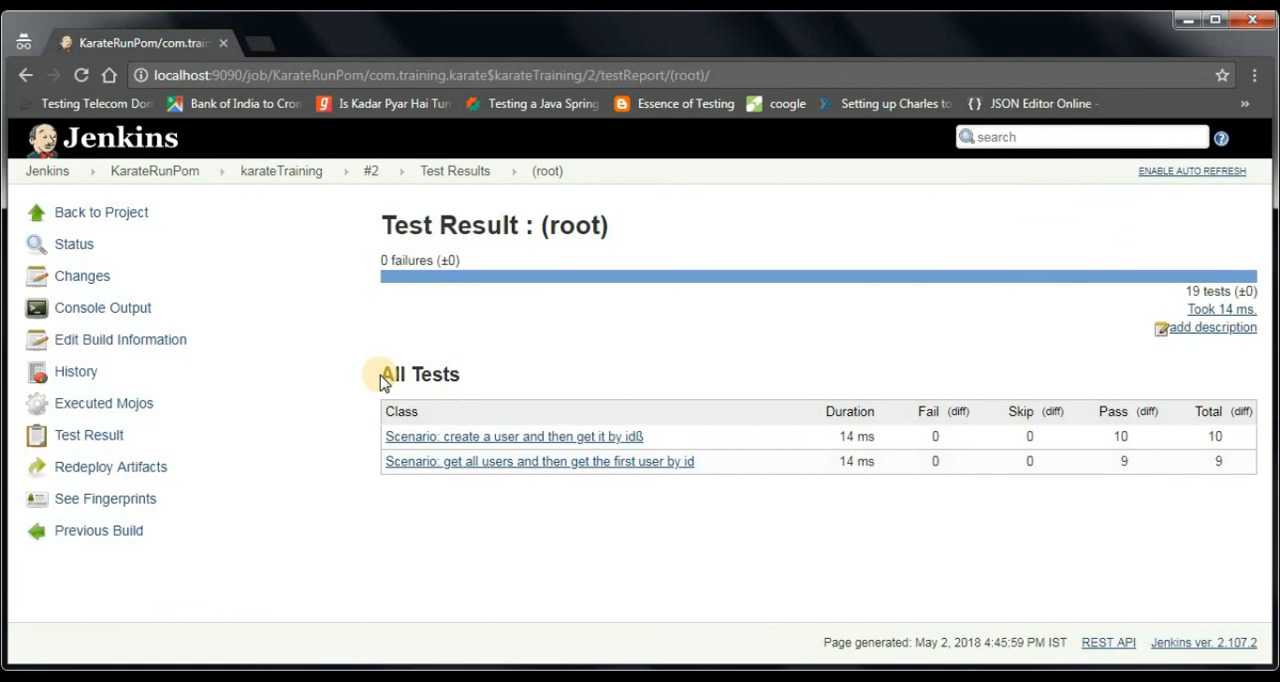 KarateRunPom/com.trai
localhost:9090/job/KarateRunPom/com.training.karate$karateTraining/2/testReport/(root)/
Testing Telecom Don
Bank of India to Cron
Is Kadar Pyar Hai Tun
Testing a Java Spring
Essence of Testing
coogle
Setting up Charles to
JSON Editor Online -
»
Jenkins
search
Jenkins
KarateRunPom
karateTraining
#2
Test Results
(root)
ENABLE AUTO REFRESH
Back to Project
Status
Changes
Console Output
Edit Build Information
History
Executed Mojos
Test Result
Redeploy Artifacts
See Fingerprints
Previous Build
Test Result : (root)
0 failures (±0)
19 tests (±0)
Took 14 ms.
add description
All Tests
Class Duration Fail (diff) Skip (diff) Pass (diff) Total (diff)
Scenario: create a user and then get it by idß 14 ms 0 0 10 10
Scenario: get all users and then get the first user by id 14 ms 0 0 9 9
Page generated: May 2, 2018 4:45:59 PM IST REST API Jenkins ver. 2.107.2